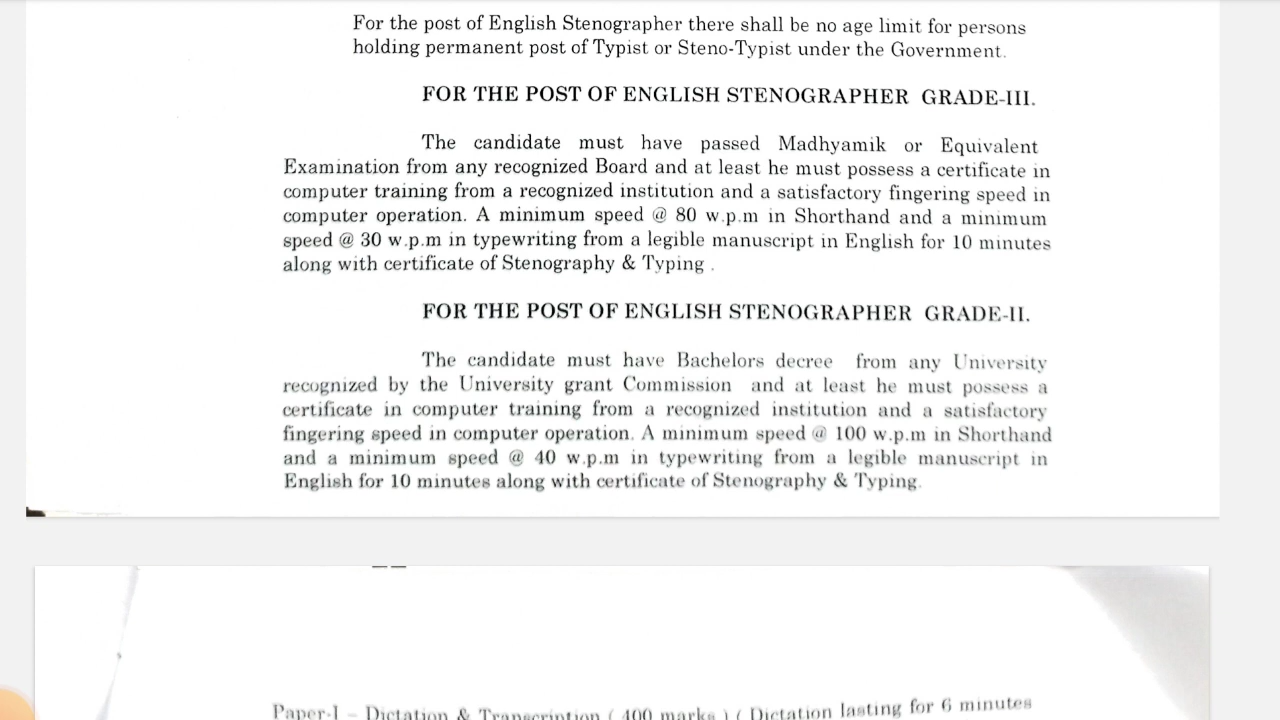 For the post of English Stenographer there shall be no age limit for persons
holding permanent post of Typist or Steno-Typist under the Government.
FOR THE POST OF ENGLISH STENOGRAPHER GRADE-III.
The candidate must have passed Madhyamik or Equivalent
Examination from any recognized Board and at least he must possess a certificate in
computer training from a recognized institution and a satisfactory fingering speed in
computer operation. A minimum speed @ 80 w.p.m in Shorthand and a minimum
speed @ 30 w.p.m in typewriting from a legible manuscript in English for 10 minutes
along with certificate of Stenography & Typing .
FOR THE POST OF ENGLISH STENOGRAPHER GRADE-II.
The candidate must have Bachelors decree from any University
recognized by the University grant Commission and at least he must possess a
certificate in computer training from a recognized institution and a satisfactory
fingering speed in computer operation. A minimum speed @ 100 w.p.m in Shorthand
and a minimum speed @ 40 w.p.m in typewriting from a legible manuscript in
English for 10 minutes along with certificate of Stenography & Typing.
Paper-I – Dictation & Transcription ( 400 marks ) ( Dictation lasting for 6 minutes